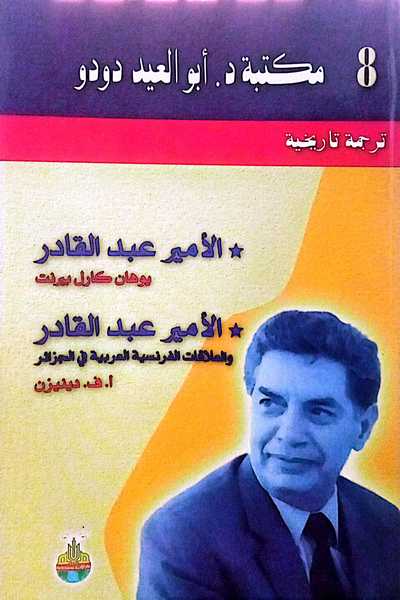 8 مكتبة د. أبو العيد دودو
ترجمة تاريخية
* الأمير عبد القادر
يوهان كارل بيرنت
* الأمير عبد القادر
والعلاقات الفرنسية العربية في الجزائر
أ. ف. دينيزن